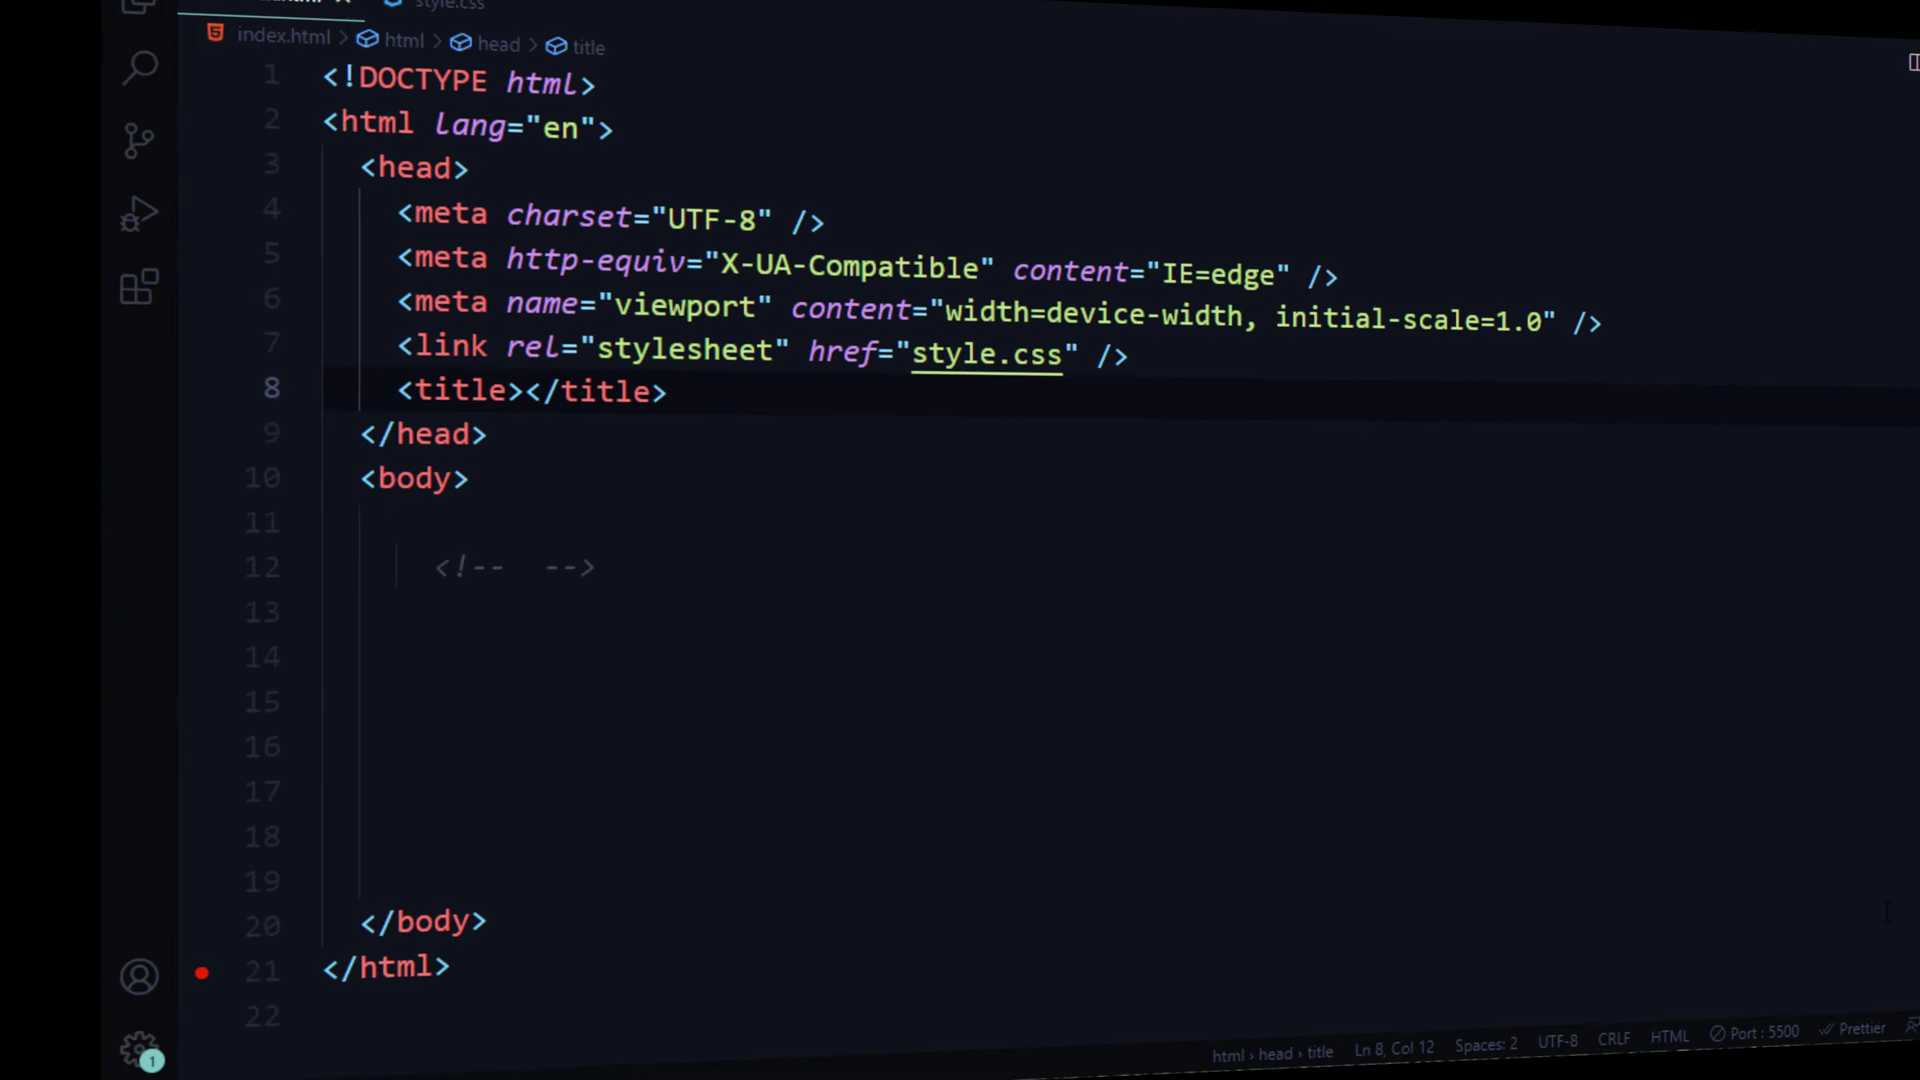 style.css
index.html > html > head > title
1 <!DOCTYPE html>
2 <html lang="en">
3 <head>
4 <meta charset="UTF-8" />
5 <meta http-equiv="X-UA-Compatible" content="IE=edge" />
6 <meta name="viewport" content="width=device-width, initial-scale=1.0" />
7 <link rel="stylesheet" href="style.css" />
8 <title></title>
9 </head>
10 <body>
11
12 <!--  -->
13
14
15
16
17
18
19
20 </body>
21 </html>
22
1
html > head > title Ln 8, Col 12 Spaces: 2 UTF-8 CRLF HTML Port : 5500 Prettier